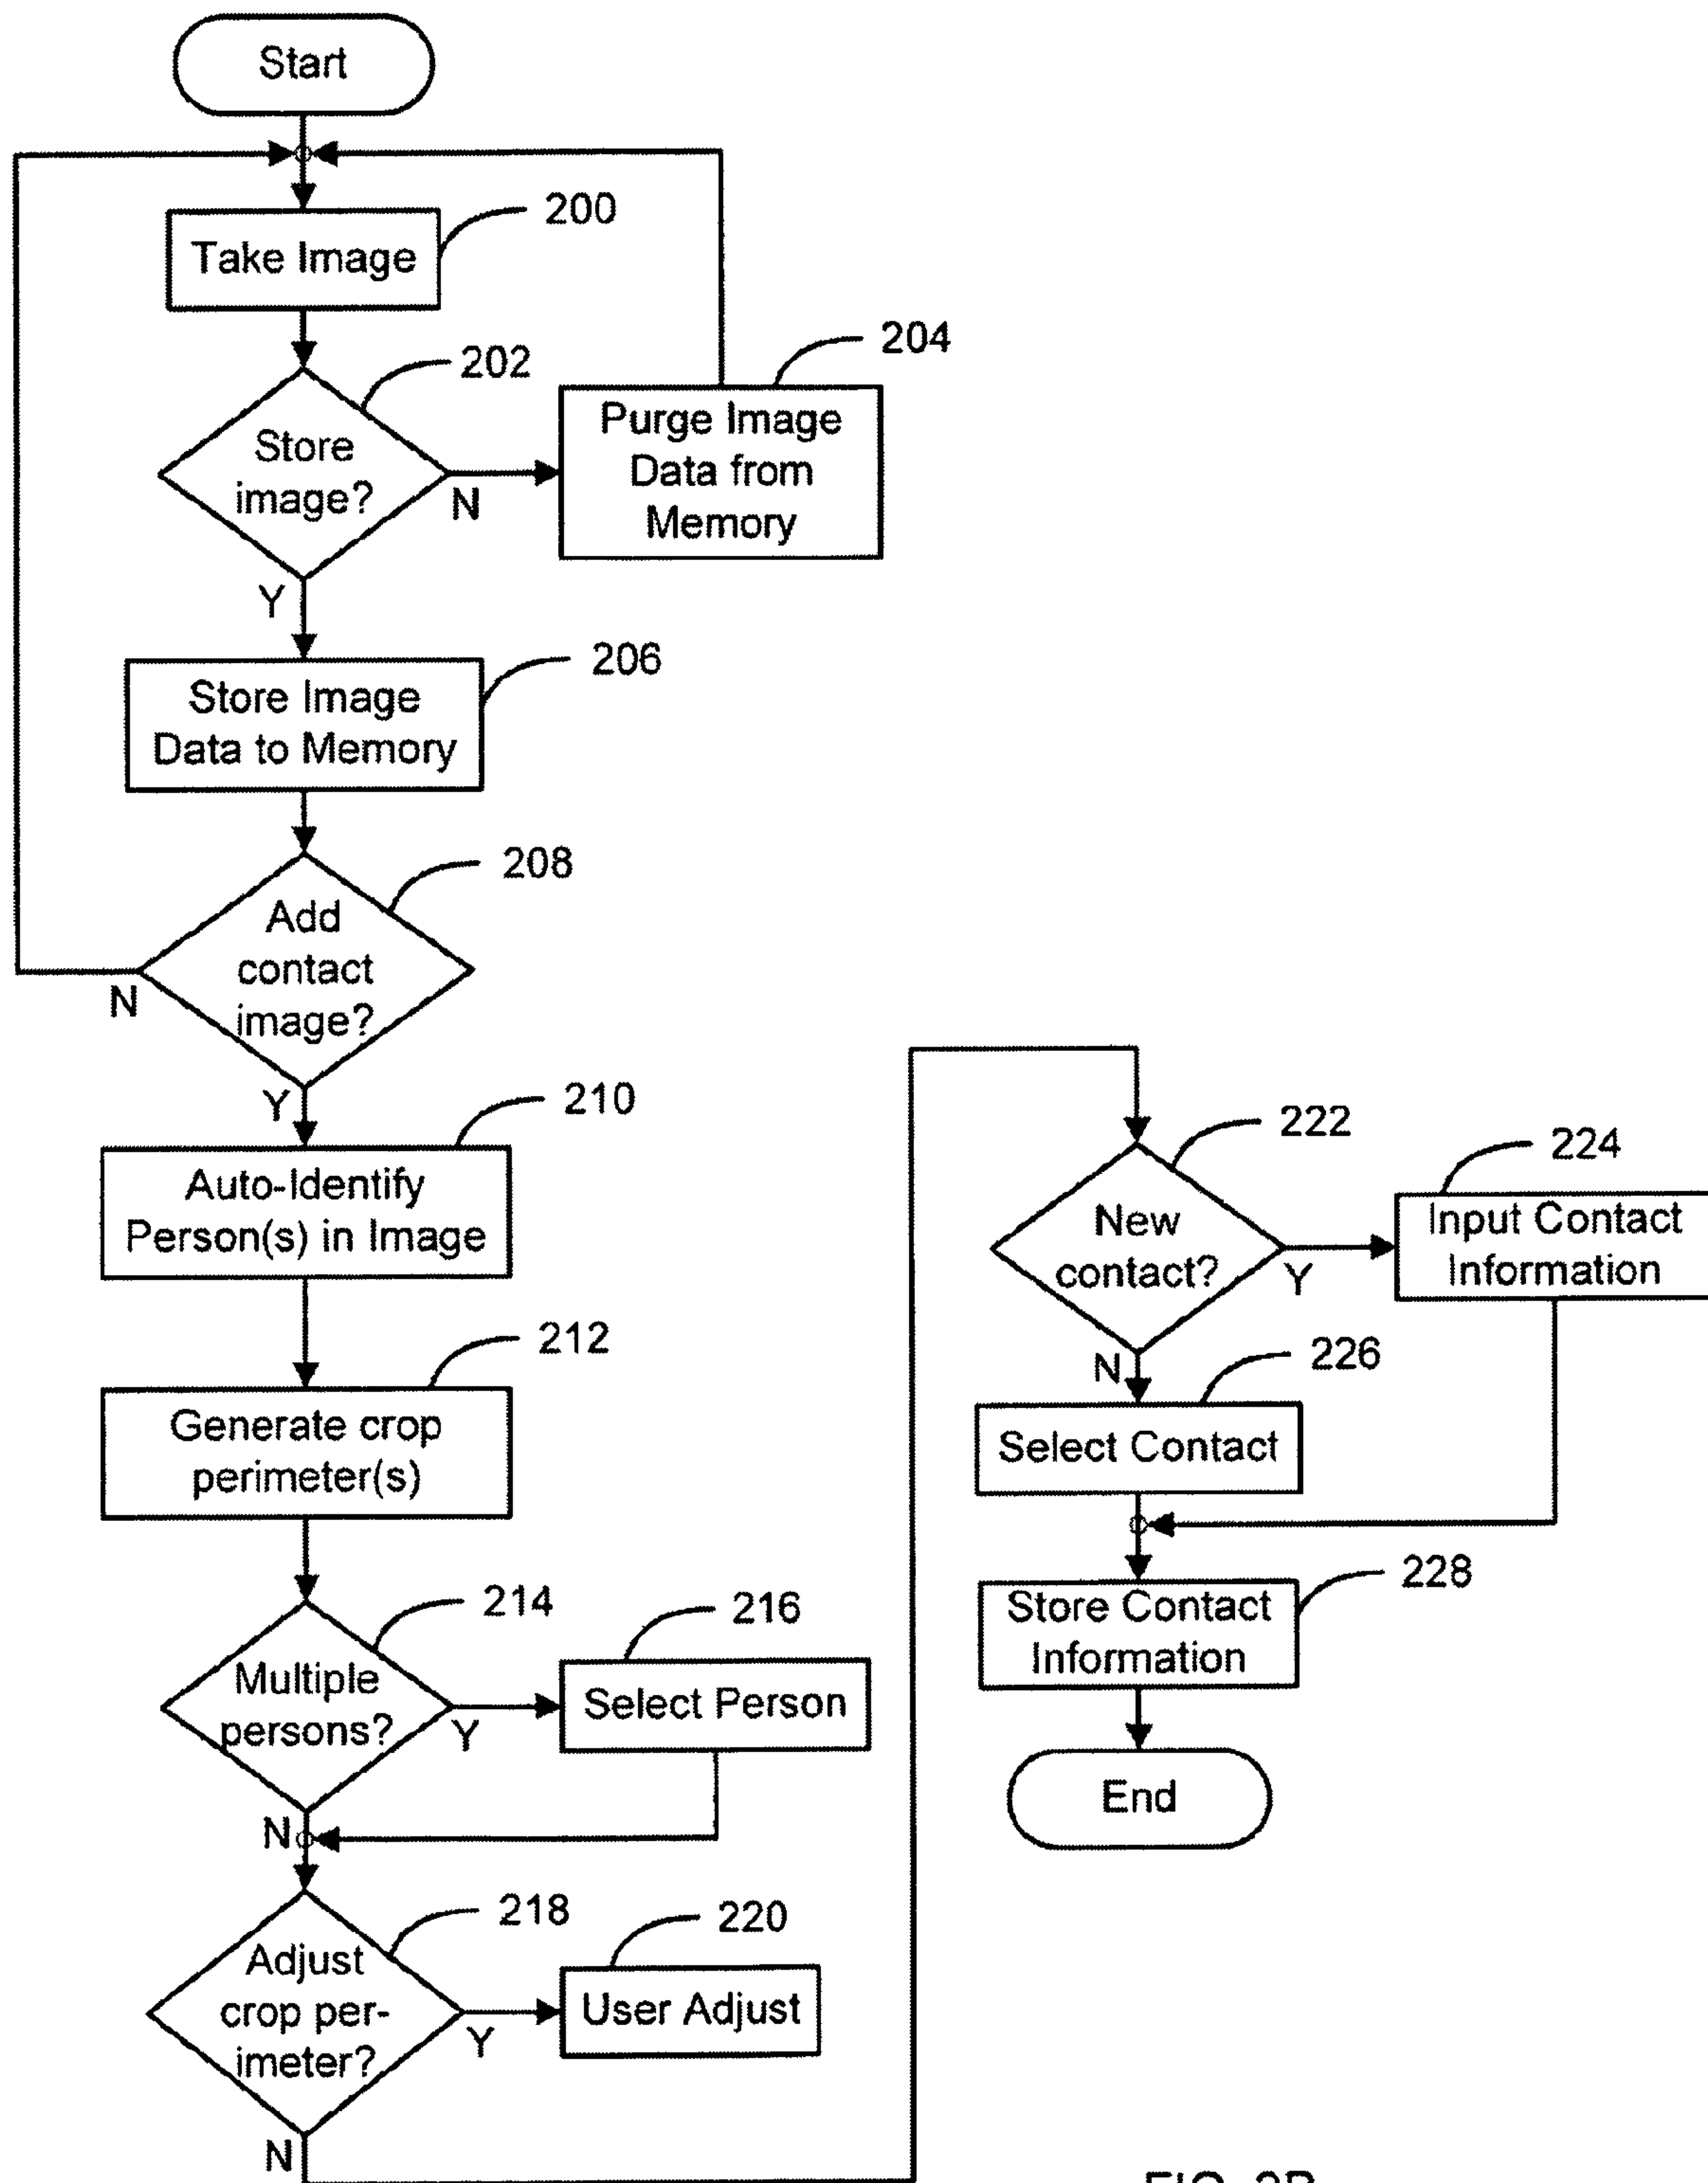 Start
200
Take Image
202
Store
image?
N
Y
204
Purge Image
Data from
Memory
206
Store Image
Data to Memory
208
Add
contact
image?
N
Y
210
Auto-Identify
Person(s) in Image
212
Generate crop
perimeter(s)
214
Multiple
persons?
Y
N
216
Select Person
218
Adjust
crop per-
imeter?
Y
N
220
User Adjust
222
New
contact?
Y
N
224
Input Contact
Information
226
Select Contact
228
Store Contact
Information
End